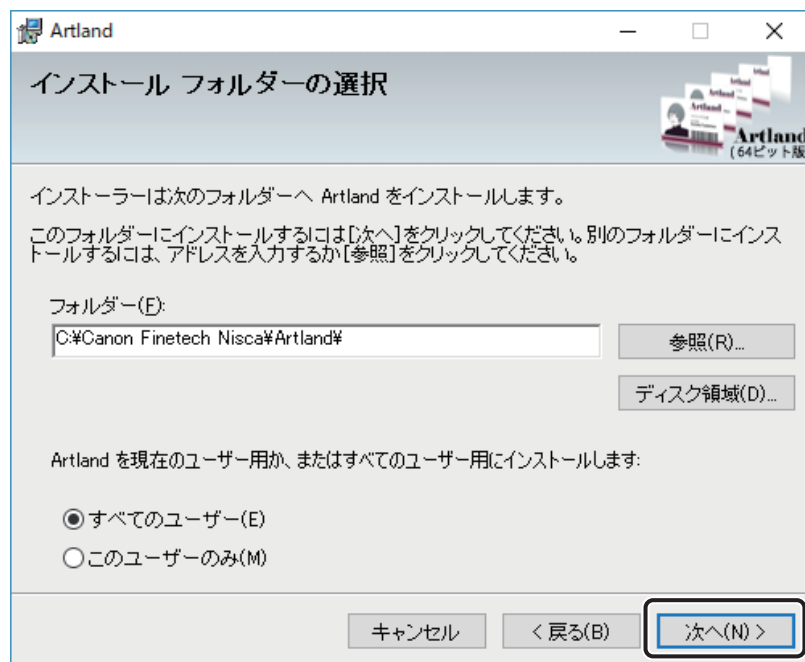 Artland
インストール フォルダーの選択
Artland
(64ビット版
インストーラーは次のフォルダーへ Artland をインストールします。
このフォルダーにインストールするには[次へ]をクリックしてください。別のフォルダーにインス
トールするには、アドレスを入力するか[参照]をクリックしてください。
フォルダー(F):
C:¥Canon Finetech Nisca¥Artland¥
参照(R)...
ディスク領域(D)...
Artland を現在のユーザー用か、またはすべてのユーザー用にインストールします:
すべてのユーザー(E)
このユーザーのみ(M)
キャンセル
< 戻る(B)
次へ(N) >